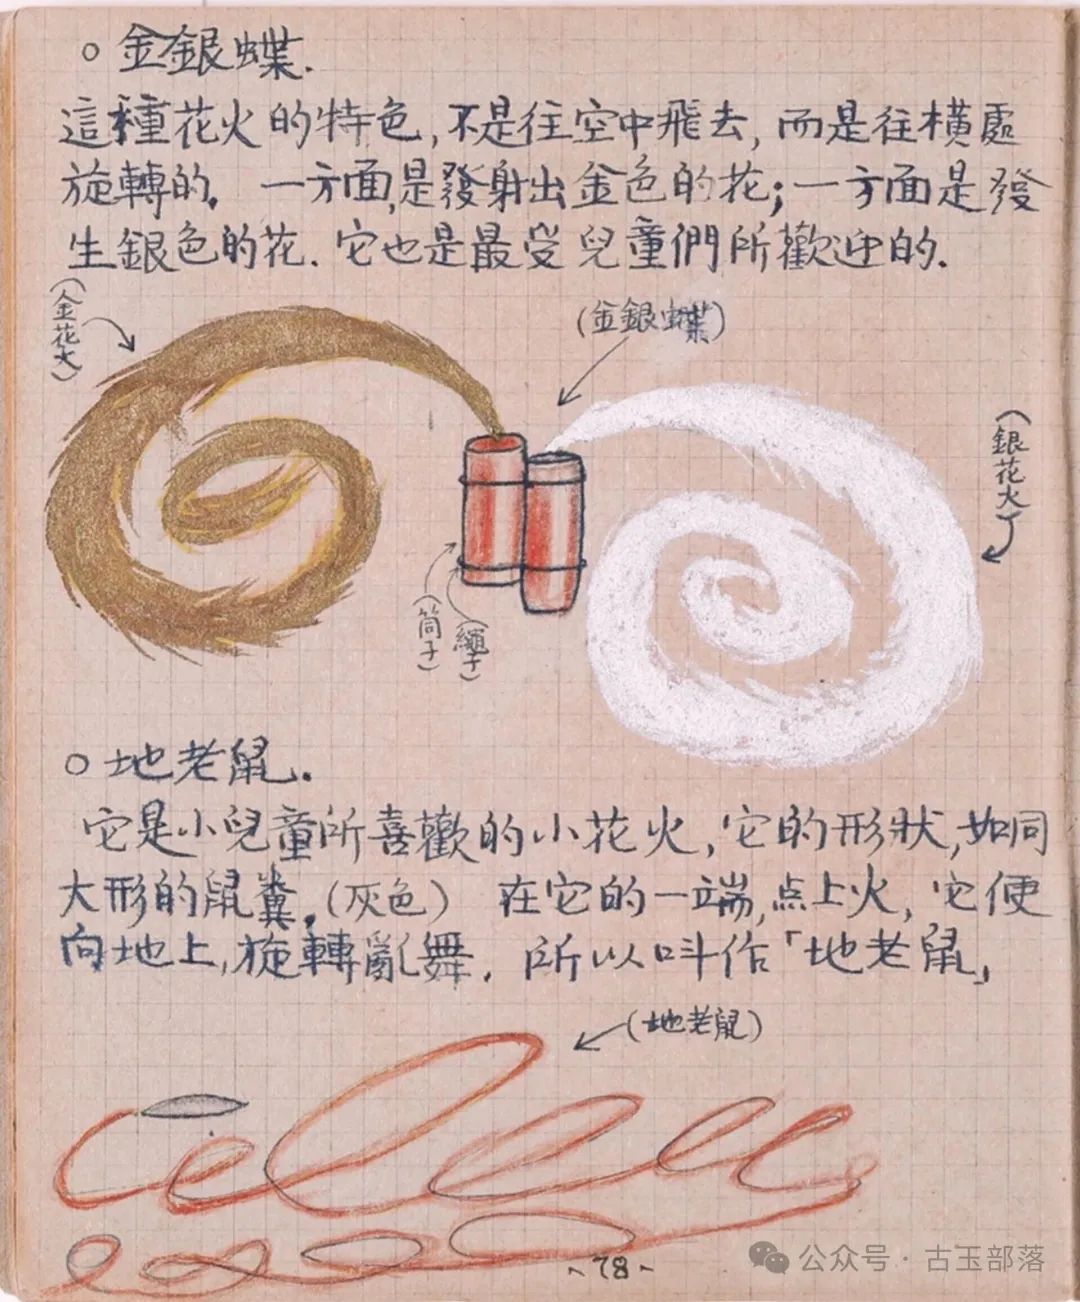 ○ 金銀蝶.
這種花火的特色,不是往空中飛去,而是往橫處
旋轉的。 一方面,是發射出金色的花;一方面是發
生銀色的花.它也是最受兒童們所歡迎的.
(金花火)
(金銀蝶)
(銀花火)
(筒子)
(繩子)
○ 地老鼠.
它是小兒童所喜歡的小花火,它的形狀,如同
大形的鼠糞。(灰色) 在它的一端,点上火, 它便
向地上,旋轉亂舞. 所以呌作「地老鼠」
(地老鼠)
-78-
公众号·古玉部落